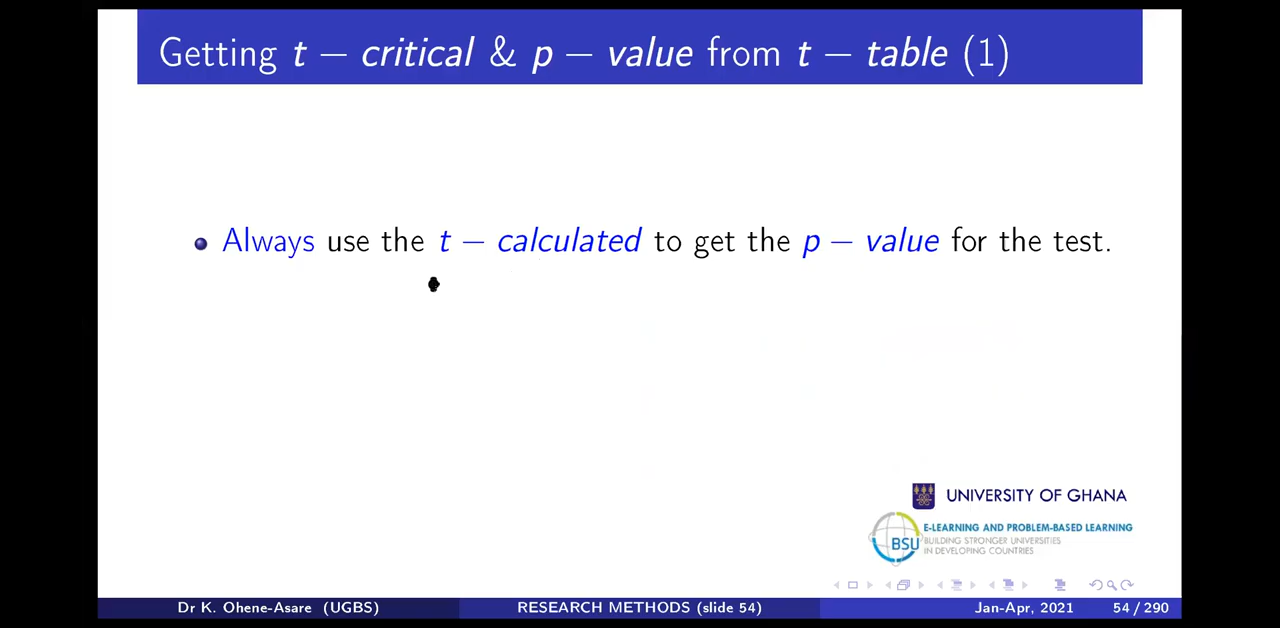 Getting t − critical & p − value from t − table (1)
Always use the t − calculated to get the p − value for the test.
UNIVERSITY OF GHANA
E-LEARNING AND PROBLEM-BASED LEARNING
BSU BUILDING STRONGER UNIVERSITIES
IN DEVELOPING COUNTRIES
Dr K. Ohene-Asare (UGBS) RESEARCH METHODS (slide 54) Jan-Apr, 2021 54 / 290